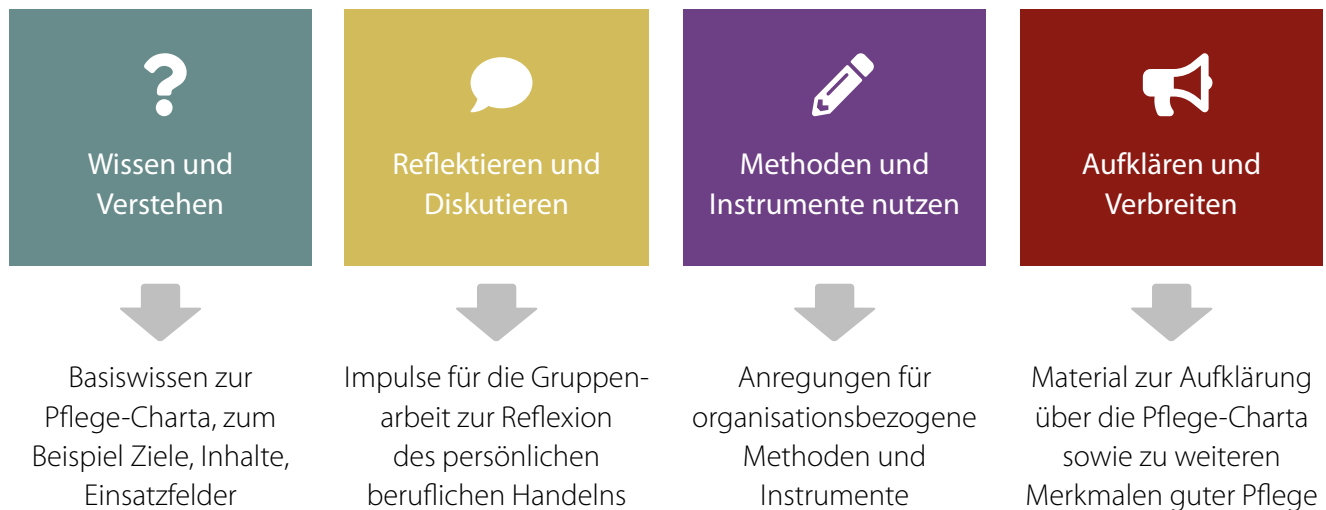 Wissen und
Verstehen
Reflektieren und
Diskutieren
Methoden und
Instrumente nutzen
Aufklären und
Verbreiten
Basiswissen zur
Pflege-Charta, zum
Beispiel Ziele, Inhalte,
Einsatzfelder
Impulse für die Gruppen-
arbeit zur Reflexion
des persönlichen
beruflichen Handelns
Anregungen für
organisationsbezogene
Methoden und
Instrumente
Material zur Aufklärung
über die Pflege-Charta
sowie zu weiteren
Merkmalen guter Pflege